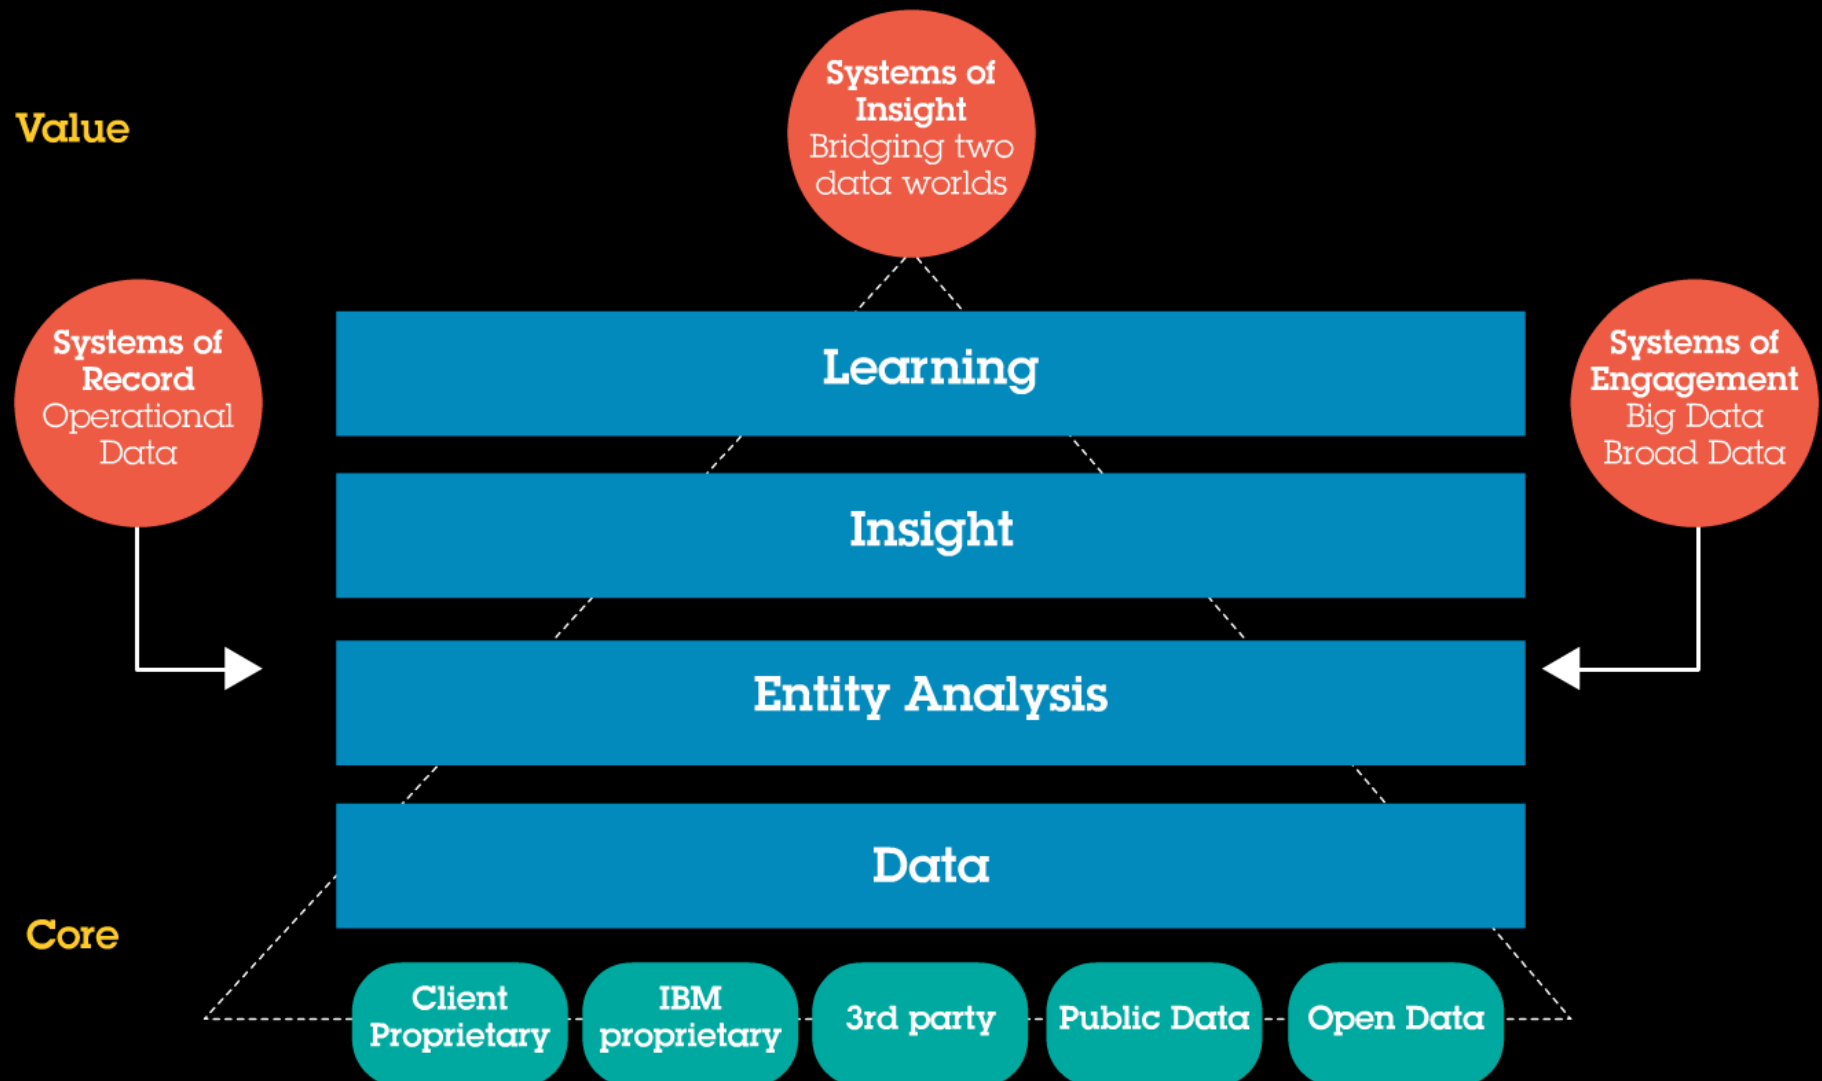 Value
Systems of
Insight
Bridging two
data worlds
Systems of
Record
Operational
Data
Systems of
Engagement
Big Data
Broad Data
Learning
Insight
Entity Analysis
Data
Core
Client
Proprietary
IBM
proprietary
3rd party
Public Data
Open Data